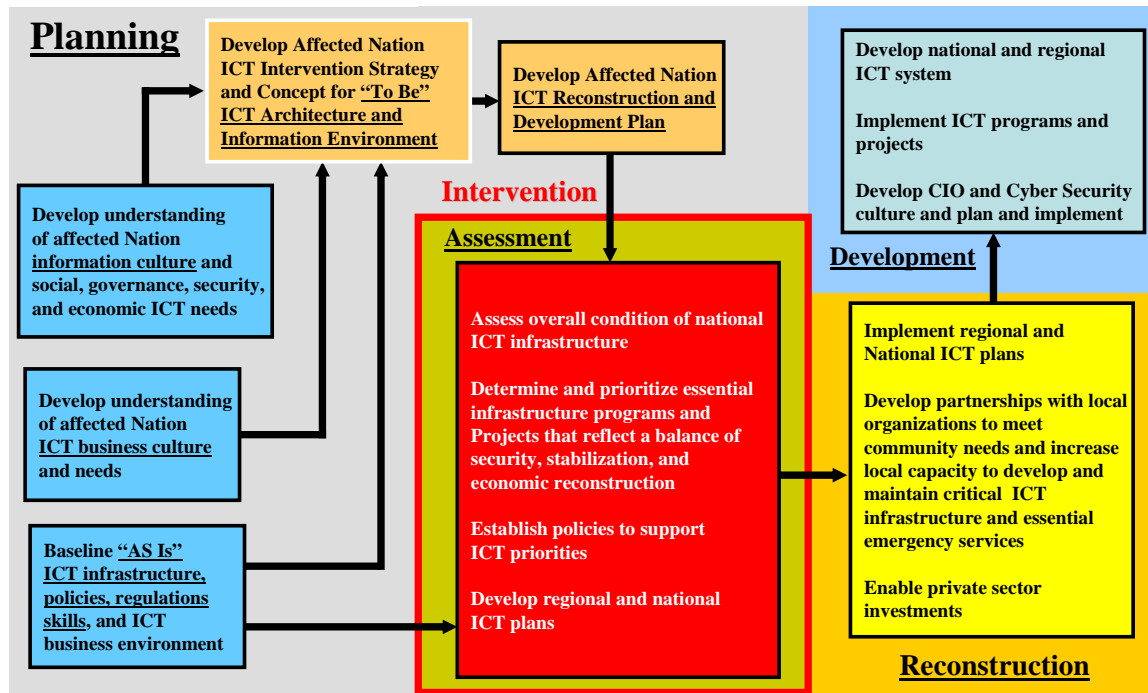 Planning
Develop Affected Nation
ICT Intervention Strategy
and Concept for “To Be”
ICT Architecture and
Information Environment
Develop Affected Nation
ICT Reconstruction and
Development Plan
Develop understanding
of affected Nation
information culture and
social, governance, security,
and economic ICT needs
Develop understanding
of affected Nation
ICT business culture
and needs
Baseline “AS Is”
ICT infrastructure,
policies, regulations
skills, and ICT
business environment
Intervention
Assessment
Assess overall condition of national
ICT infrastructure
Determine and prioritize essential
infrastructure programs and
Projects that reflect a balance of
security, stabilization, and
economic reconstruction
Establish policies to support
ICT priorities
Develop regional and national
ICT plans
Develop national and regional
ICT system
Implement ICT programs and
projects
Develop CIO and Cyber Security
culture and plan and implement
Development
Implement regional and
National ICT plans
Develop partnerships with local
organizations to meet
community needs and increase
local capacity to develop and
maintain critical ICT
infrastructure and essential
emergency services
Enable private sector
investments
Reconstruction